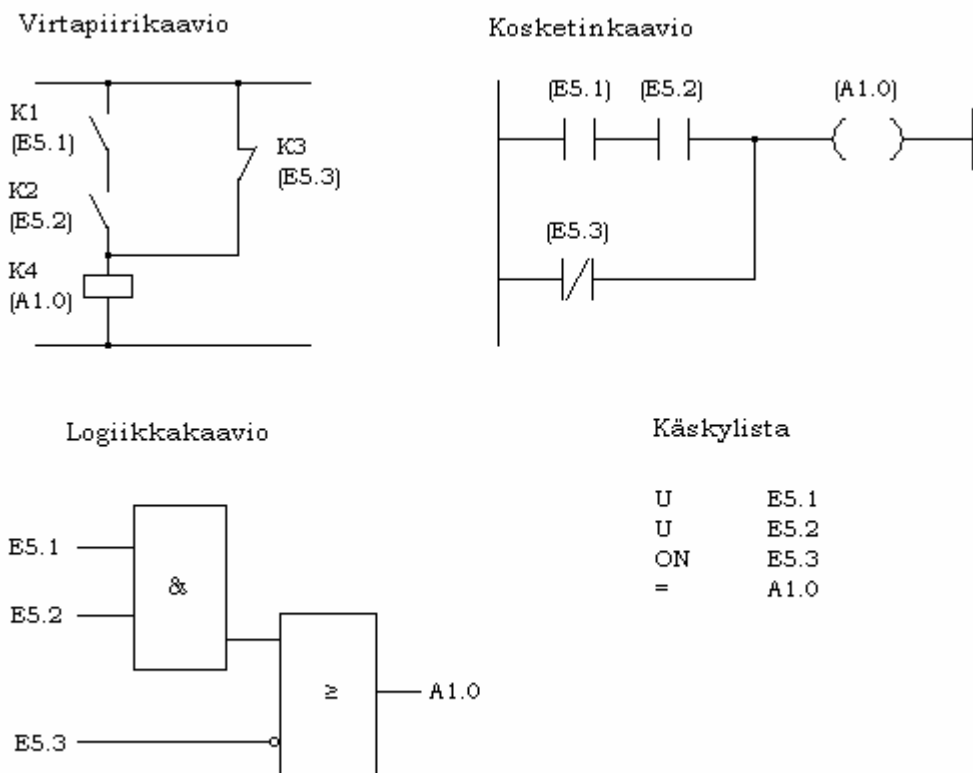 Virtapiirikaavio
K1
(E5.1)
K2
(E5.2)
K4
(A1.0)
K3
(E5.3)
Kosketinkaavio
(E5.1) (E5.2) (A1.0)
(E5.3)
Logiikkakaavio
E5.1
E5.2
&
≥
A1.0
E5.3
Käskylista
U E5.1
U E5.2
ON E5.3
= A1.0